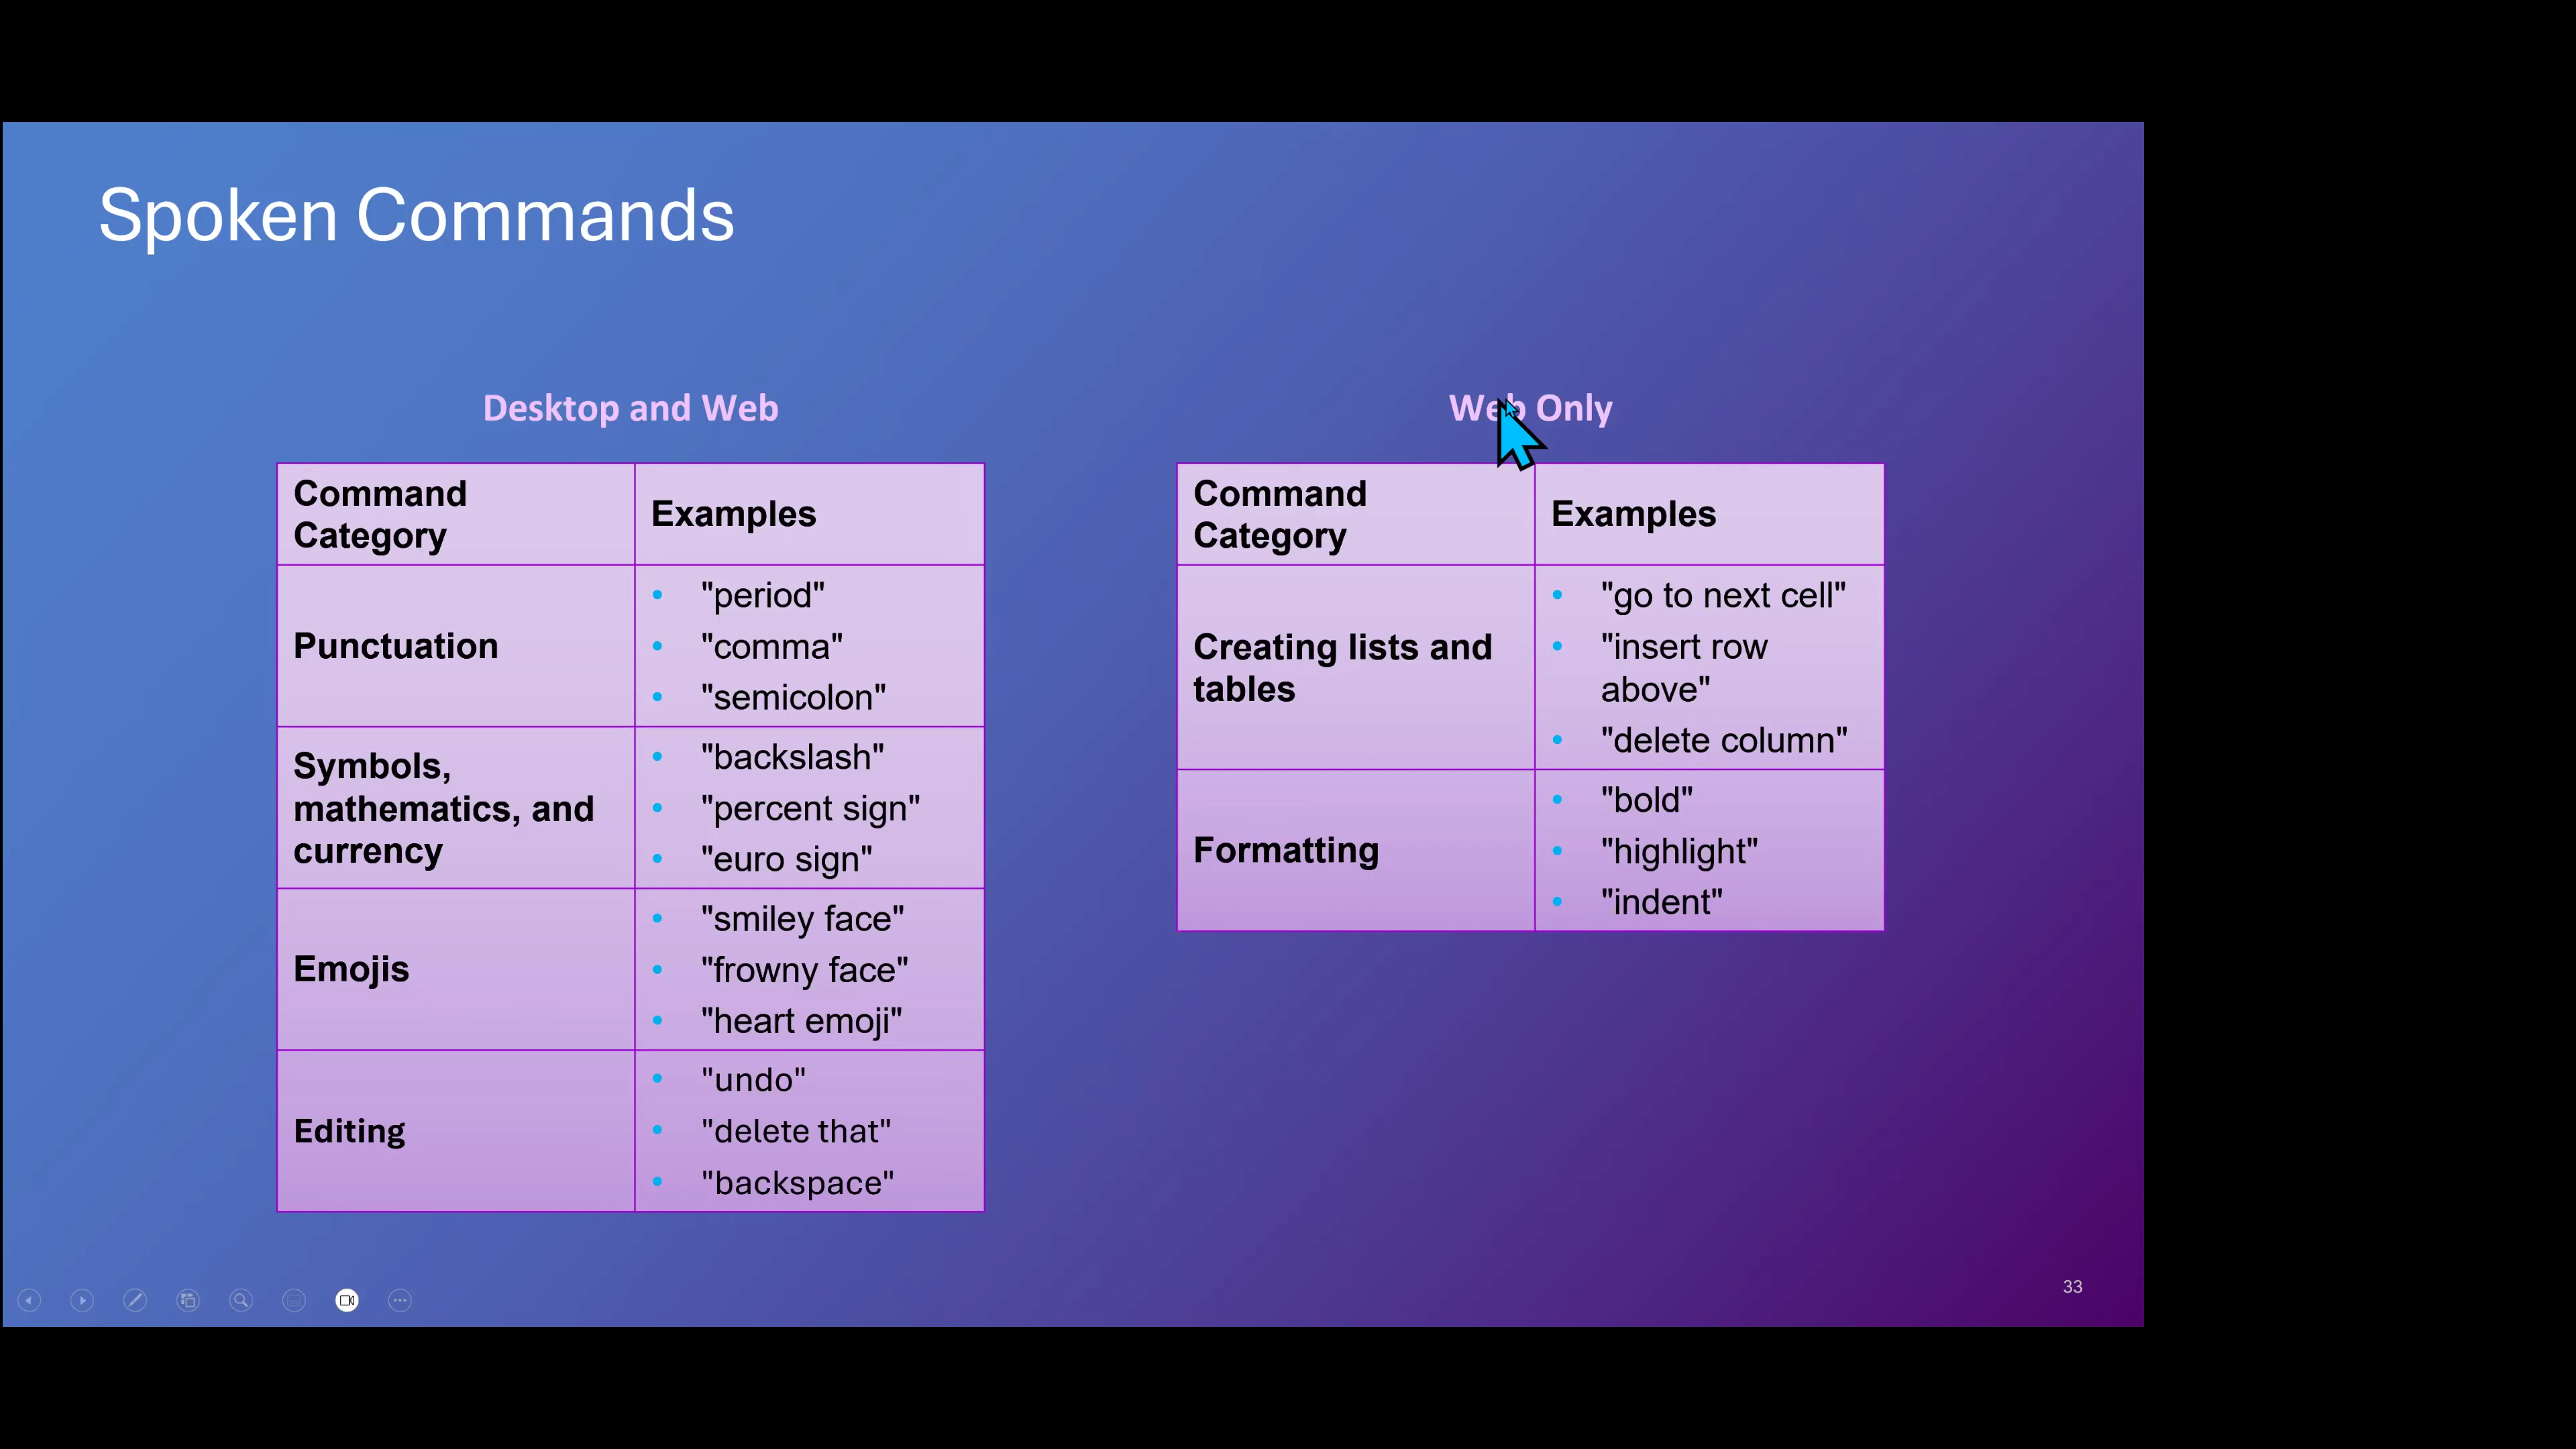 Spoken Commands
Desktop and Web
Command
Category
Examples
Punctuation
• "period"
• "comma"
• "semicolon"
Symbols,
mathematics, and
currency
• "backslash"
• "percent sign"
• "euro sign"
Emojis
• "smiley face"
• "frowny face"
• "heart emoji"
Editing
• "undo"
• "delete that"
• "backspace"
Web Only
Command
Category
Examples
Creating lists and
tables
• "go to next cell"
• "insert row
above"
• "delete column"
Formatting
• "bold"
• "highlight"
• "indent"
33